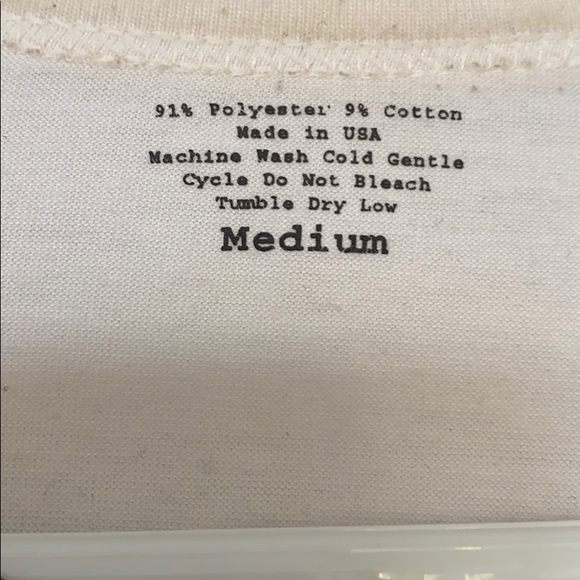 91% Polyester 9% Cotton
Made in USA
Machine Wash Cold Gentle
Cycle Do Not Bleach
Tumble Dry Low
Medium